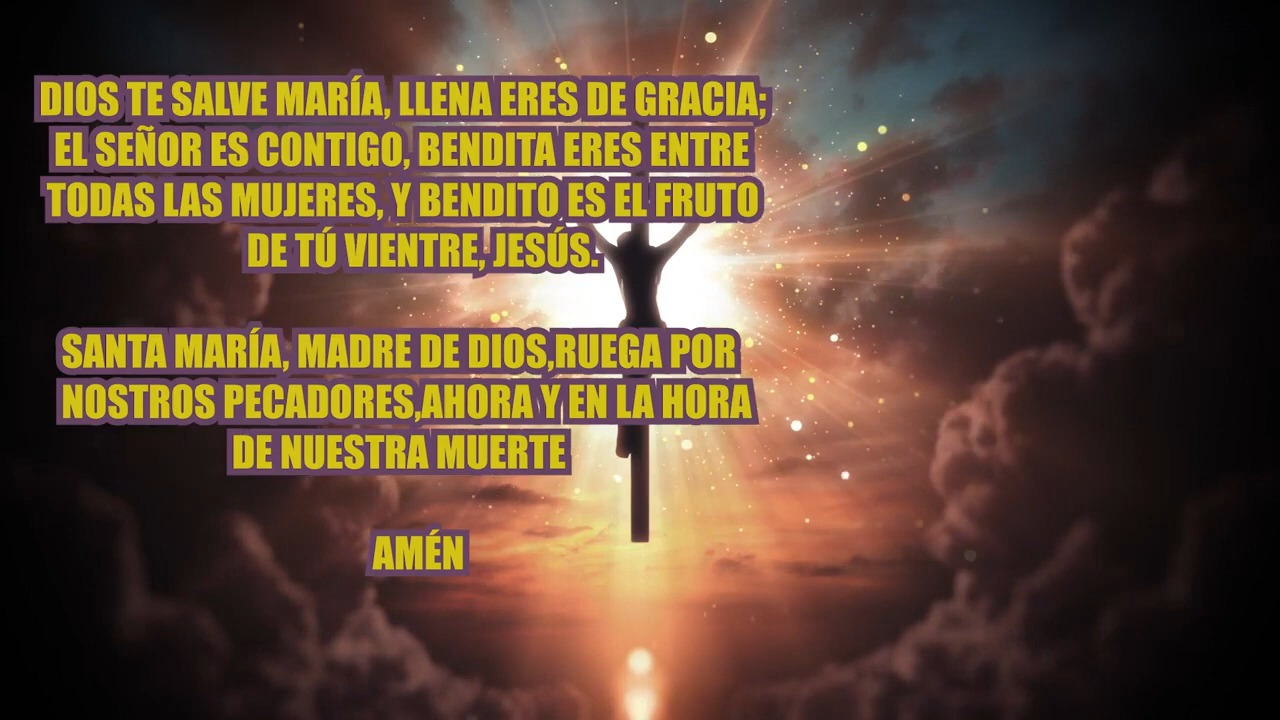 DIOS TE SALVE MARÍA, LLENA ERES DE GRACIA;
EL SEÑOR ES CONTIGO, BENDITA ERES ENTRE
TODAS LAS MUJERES, Y BENDITO ES EL FRUTO
DE TÚ VIENTRE, JESÚS.
SANTA MARÍA, MADRE DE DIOS,RUEGA POR
NOSTROS PECADORES,AHORA Y EN LA HORA
DE NUESTRA MUERTE
AMÉN